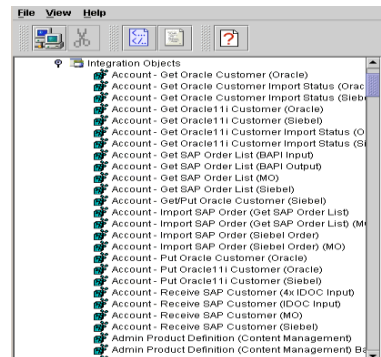 File View Help
Integration Objects
Account - Get Oracle Customer (Oracle)
Account - Get Oracle Customer Import Status (Orac
Account - Get Oracle Customer Import Status (Sieb
Account - Get Oracle11i Customer (Oracle)
Account - Get Oracle11i Customer (Siebel)
Account - Get Oracle11i Customer Import Status (O
Account - Get Oracle11i Customer Import Status (Si
Account - Get SAP Order List (BAPI Input)
Account - Get SAP Order List (BAPI Output)
Account - Get SAP Order List (MO)
Account - Get SAP Order List (Siebel)
Account - Get/Put Oracle Customer (Siebel)
Account - Import SAP Order (Get SAP Order List)
Account - Import SAP Order (Get SAP Order List) (M
Account - Import SAP Order (Siebel Order)
Account - Import SAP Order (Siebel Order) (MO)
Account - Put Oracle Customer (Oracle)
Account - Put Oracle11i Customer (Oracle)
Account - Put Oracle11i Customer (Siebel)
Account - Receive SAP Customer (4x IDOC Input)
Account - Receive SAP Customer (IDOC Input)
Account - Receive SAP Customer (MO)
Account - Receive SAP Customer (Siebel)
Admin Product Definition (Content Management)
Admin Product Definition (Content Management) Ba